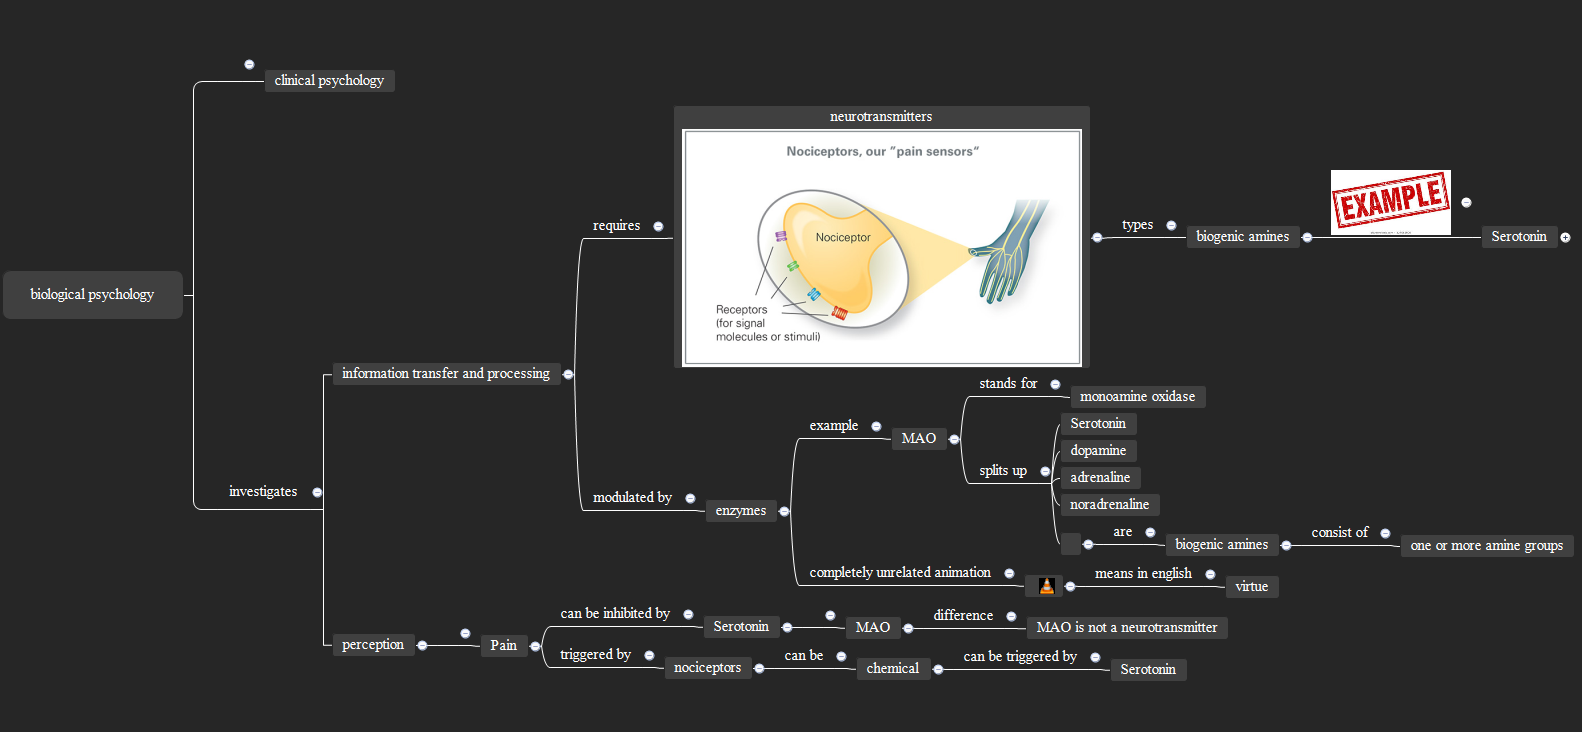 clinical psychology
neurotransmitters
Nociceptors, our "pain sensors"
Nociceptor
Receptors
(for signal
molecules or stimuli)
requires
types
biogenic amines
EXAMPLE
Serotonin
biological psychology
information transfer and processing
stands for
monoamine oxidase
example
MAO
Serotonin
dopamine
splits up
adrenaline
investigates
modulated by
noradrenaline
enzymes
are
biogenic amines
consist of
one or more amine groups
completely unrelated animation
means in english
virtue
can be inhibited by
Serotonin
MAO
difference
MAO is not a neurotransmitter
perception
Pain
triggered by
nociceptors
can be
chemical
can be triggered by
Serotonin